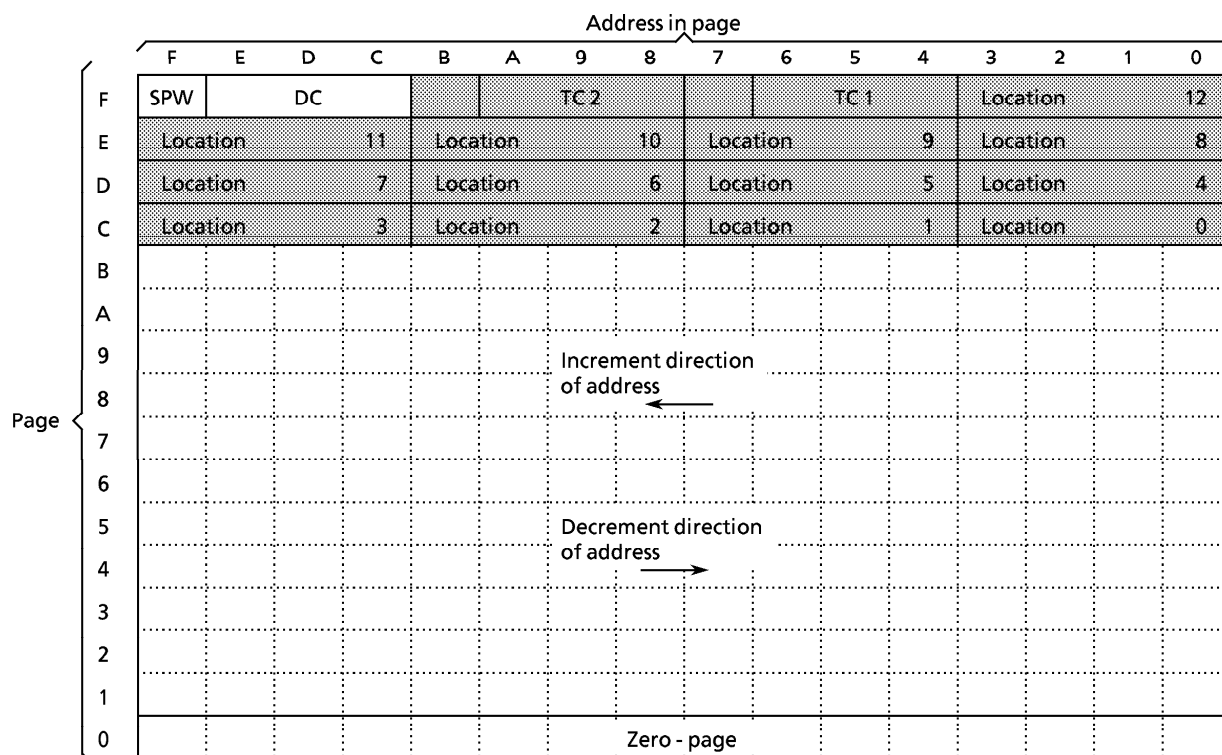 Address in page
F E D C B A 9 8 7 6 5 4 3 2 1 0
F SPW DC TC 2 TC 1 Location 12
E Location 11 Location 10 Location 9 Location 8
D Location 7 Location 6 Location 5 Location 4
C Location 3 Location 2 Location 1 Location 0
B
A
9
Increment direction
of address
8
Page
7
6
5
Decrement direction
of address
4
3
2
1
0 Zero - page